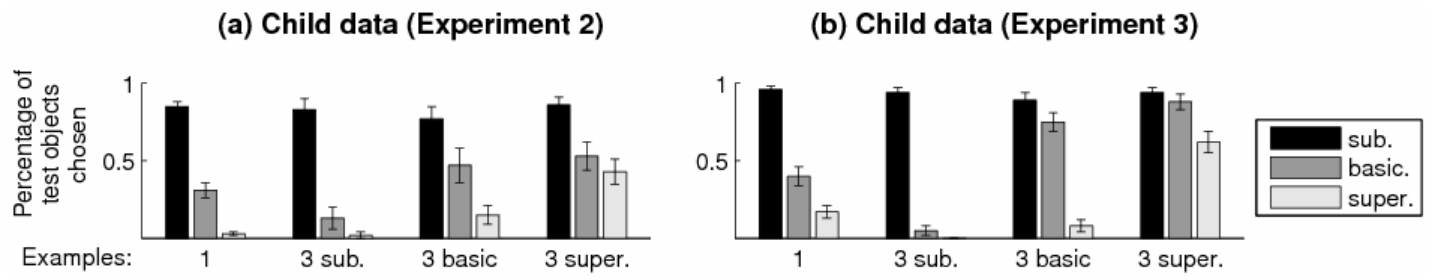 (a) Child data (Experiment 2)
(b) Child data (Experiment 3)
Percentage of
test objects
chosen
1
0.5
1
0.5
sub.
basic.
super.
Examples:
1
3 sub.
3 basic
3 super.
1
3 sub.
3 basic
3 super.